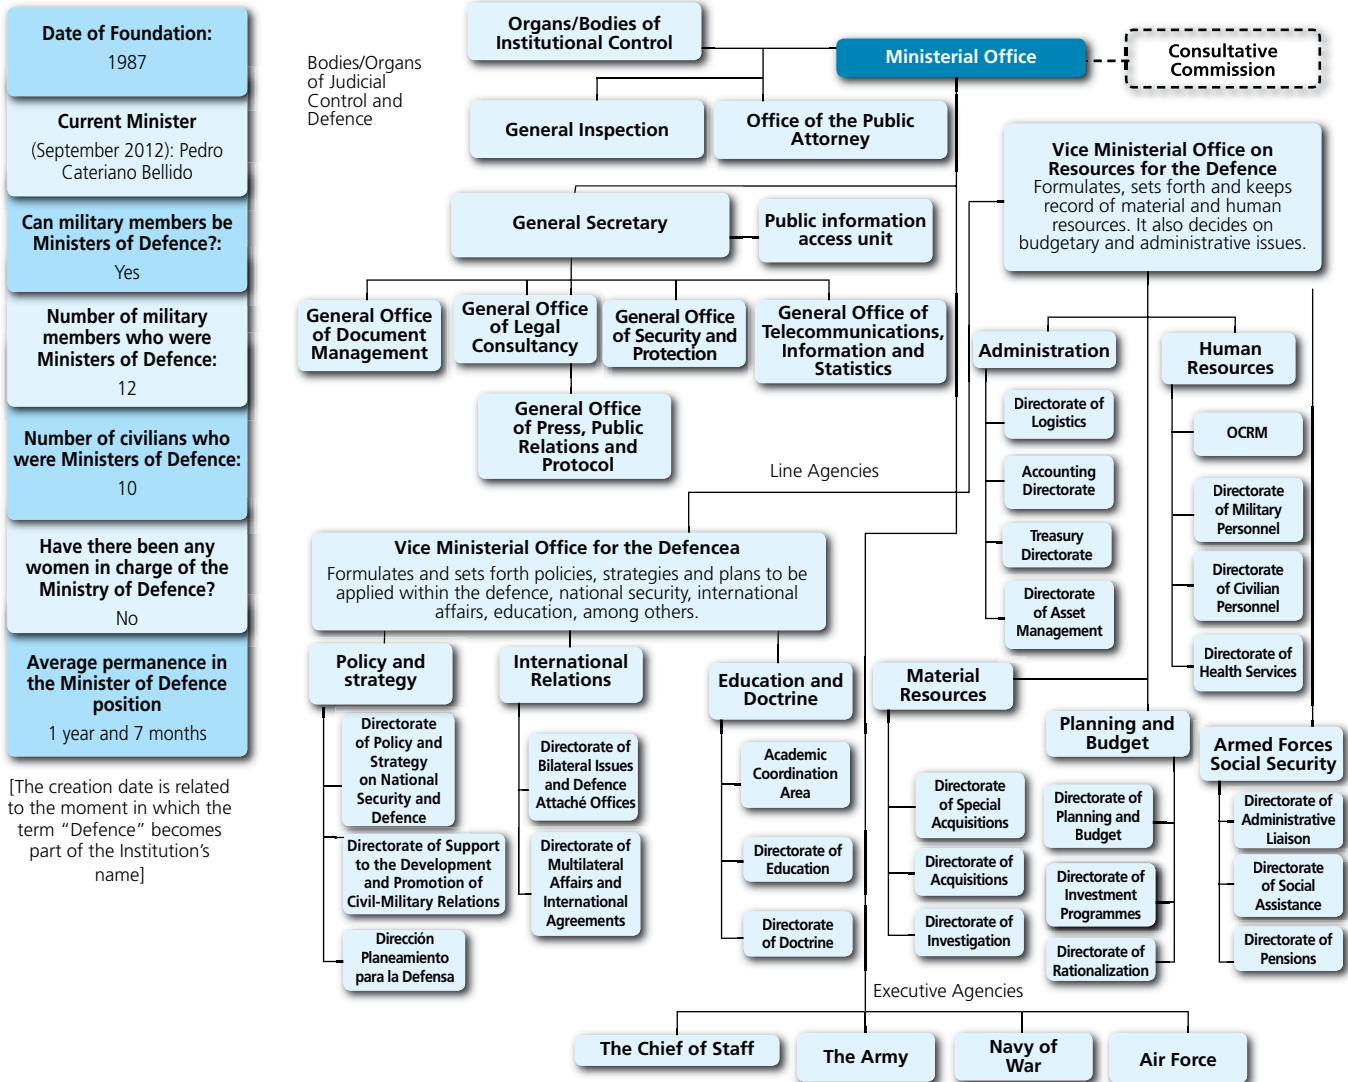 Date of Foundation:
1987
Current Minister
(September 2012): Pedro
Cateriano Bellido
Can military members be
Ministers of Defence?:
Yes
Number of military
members who were
Ministers of Defence:
12
Number of civilians who
were Ministers of Defence:
10
Have there been any
women in charge of the
Ministry of Defence?
No
Average permanence in
the Minister of Defence
position
1 year and 7 months
[The creation date is related
to the moment in which the
term “Defence” becomes
part of the Institution’s
name]
Bodies/Organs
of Judicial
Control and
Defence
Organs/Bodies of
Institutional Control
Ministerial Office
Consultative
Commission
General Inspection
Office of the Public
Attorney
Vice Ministerial Office on
Resources for the Defence
Formulates, sets forth and keeps
record of material and human
resources. It also decides on
budgetary and administrative issues.
General Secretary
Public information
access unit
General Office
of Document
Management
General Office
of Legal
Consultancy
General Office
of Security and
Protection
General Office of
Telecommunications,
Information and
Statistics
General Office
of Press, Public
Relations and
Protocol
Administration
Directorate of
Logistics
Accounting
Directorate
Treasury
Directorate
Directorate
of Asset
Management
Human
Resources
OCRM
Directorate
of Military
Personnel
Directorate
of Civilian
Personnel
Directorate of
Health Services
Line Agencies
Vice Ministerial Office for the Defencea
Formulates and sets forth policies, strategies and plans to be
applied within the defence, national security, international
affairs, education, among others.
Policy and
strategy
Directorate
of Policy and
Strategy
on National
Security and
Defence
Directorate of Support
to the Development
and Promotion of
Civil-Military Relations
Dirección
Planeamiento
para la Defensa
International
Relations
Directorate of
Bilateral Issues
and Defence
Attaché Offices
Directorate of
Multilateral
Affairs and
International
Agreements
Education and
Doctrine
Academic
Coordination
Area
Directorate of
Education
Directorate
of Doctrine
Material
Resources
Directorate
of Special
Acquisitions
Directorate of
Acquisitions
Directorate of
Investigation
Planning and
Budget
Directorate of
Planning and
Budget
Directorate of
Investment
Programmes
Directorate of
Rationalization
Armed Forces
Social Security
Directorate of
Administrative
Liaison
Directorate
of Social
Assistance
Directorate of
Pensions
Executive Agencies
The Chief of Staff
The Army
Navy of
War
Air Force